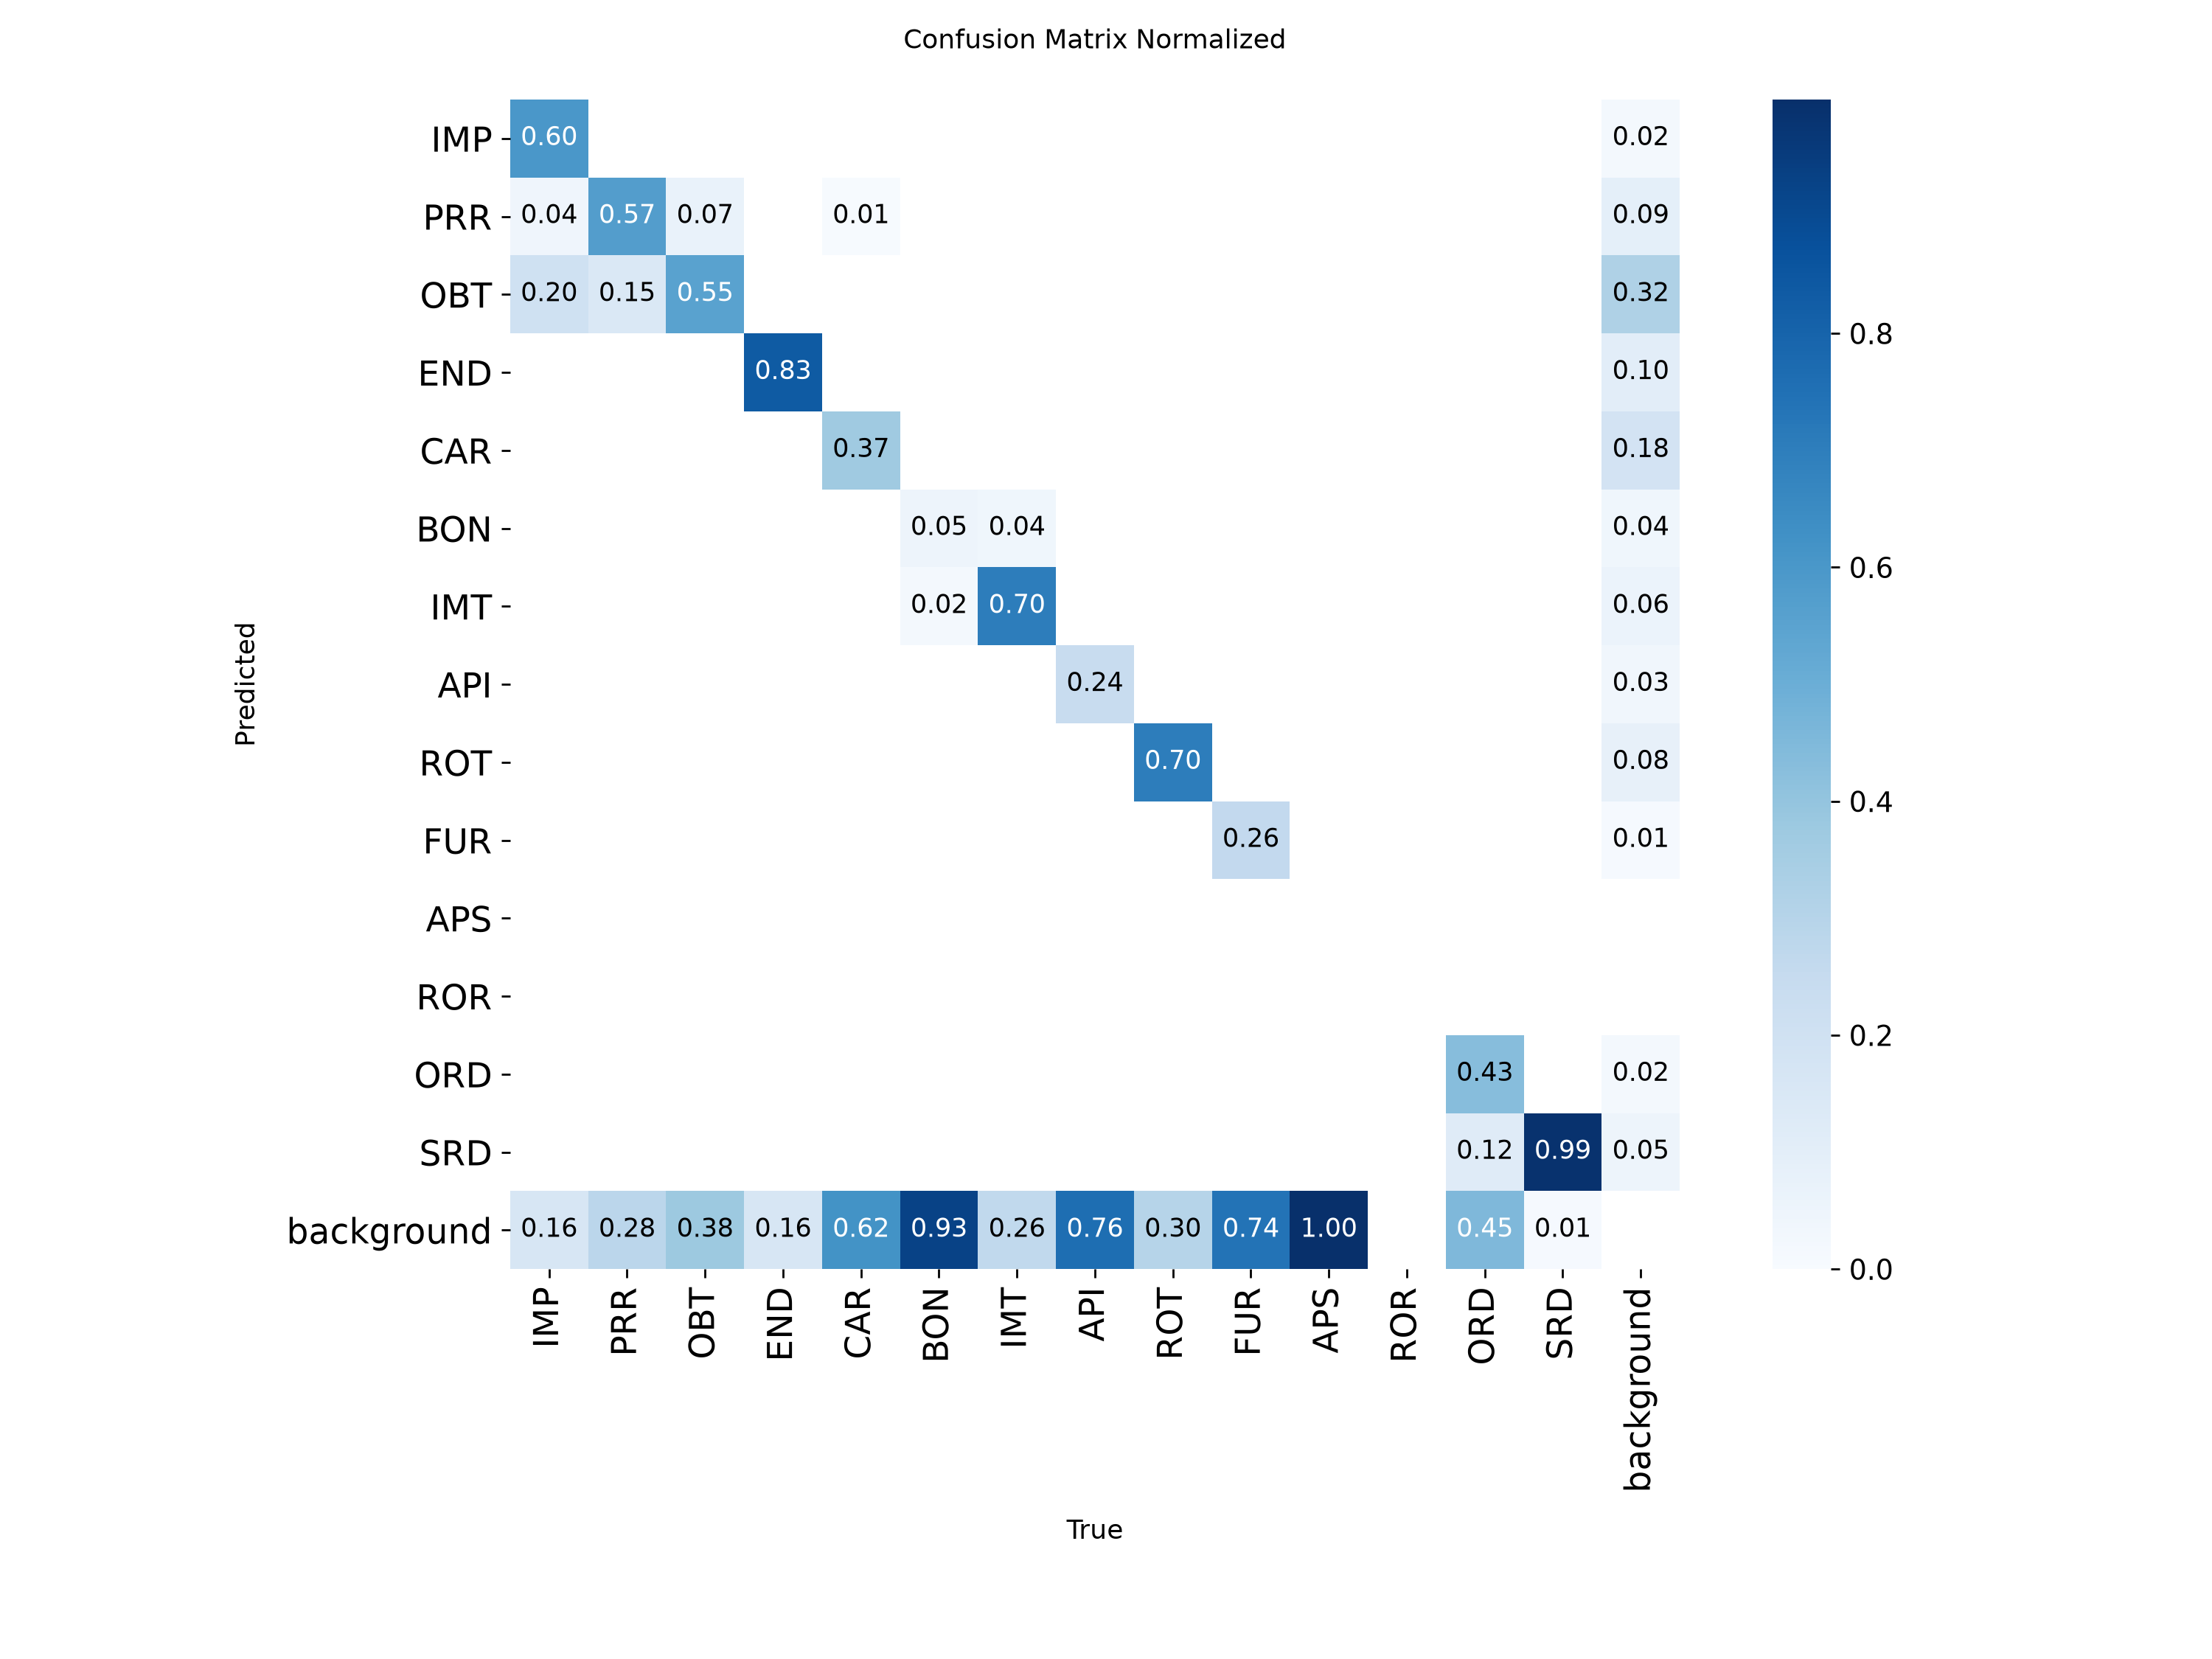 Confusion Matrix Normalized
IMP 0.60 0.02
PRR 0.04 0.57 0.07 0.01 0.09
OBT 0.20 0.15 0.55 0.32
0.8
END 0.83 0.10
CAR 0.37 0.18
BON 0.05 0.04 0.04
0.6
IMT 0.02 0.70 0.06
Predicted
API 0.24 0.03
ROT 0.70 0.08
0.4
FUR 0.26 0.01
APS
ROR
0.2
ORD 0.43 0.02
SRD 0.12 0.99 0.05
background 0.16 0.28 0.38 0.16 0.62 0.93 0.26 0.76 0.30 0.74 1.00 0.45 0.01
0.0
IMP PRR OBT END CAR BON IMT API ROT FUR APS ROR ORD SRD background
True